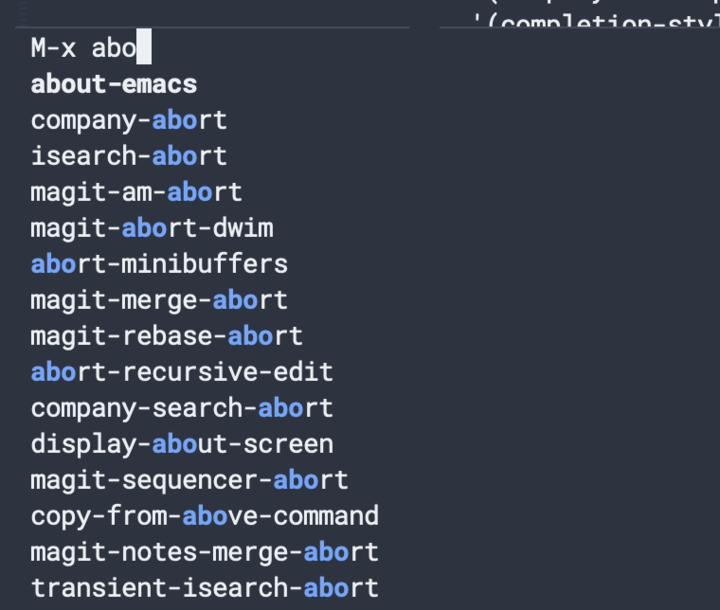 '(completion-styl
M-x abo
about-emacs
company-abort
isearch-abort
magit-am-abort
magit-abort-dwim
abort-minibuffers
magit-merge-abort
magit-rebase-abort
abort-recursive-edit
company-search-abort
display-about-screen
magit-sequencer-abort
copy-from-above-command
magit-notes-merge-abort
transient-isearch-abort